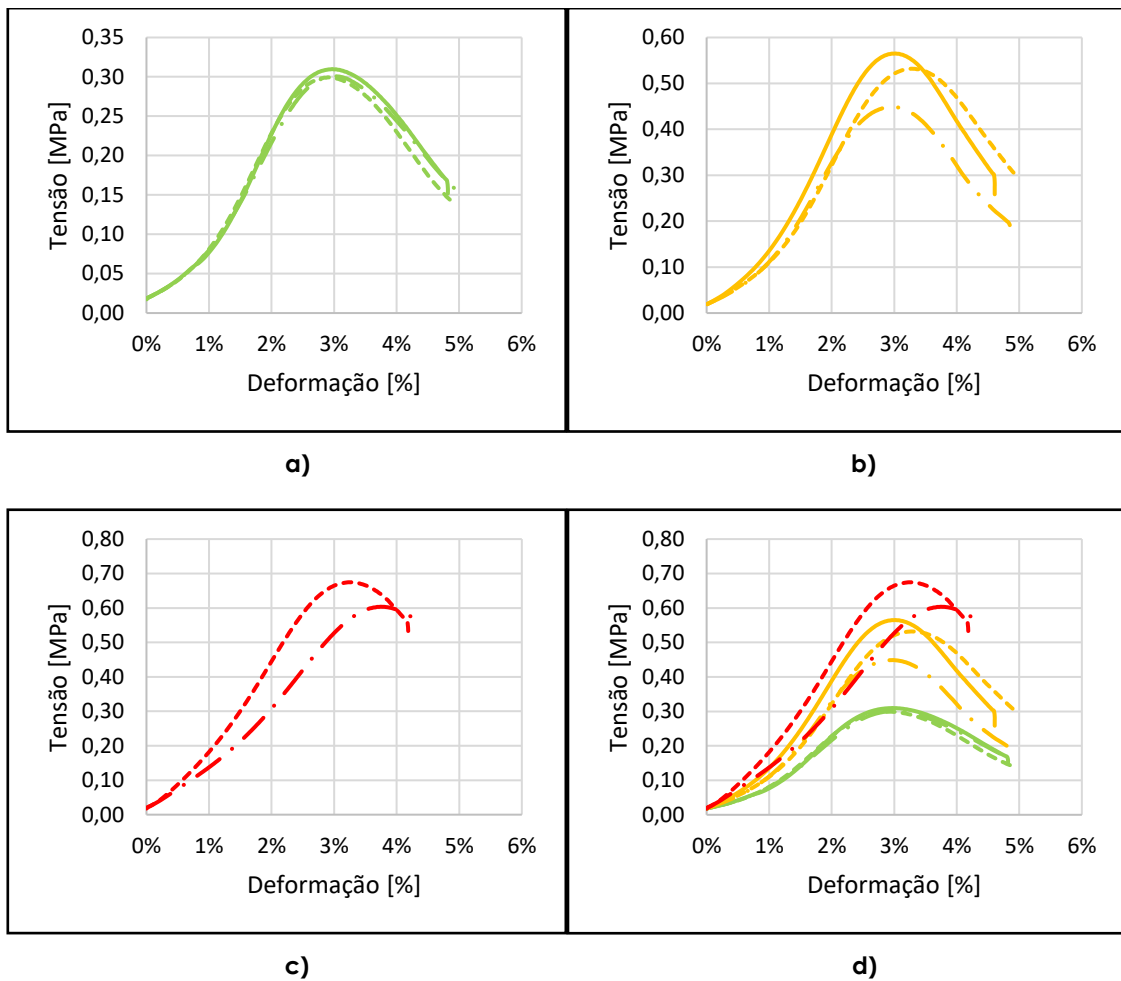 0,35
0,30
0,25
0,20
0,15
0,10
0,05
0,00
0% 1% 2% 3% 4% 5% 6%
Tensão [MPa]
Deformação [%]
0,60
0,50
0,40
0,30
0,20
0,10
0,00
0% 1% 2% 3% 4% 5% 6%
Tensão [MPa]
Deformação [%]
a)
b)
0,80
0,70
0,60
0,50
0,40
0,30
0,20
0,10
0,00
0% 1% 2% 3% 4% 5% 6%
Tensão [MPa]
Deformação [%]
0,80
0,70
0,60
0,50
0,40
0,30
0,20
0,10
0,00
0% 1% 2% 3% 4% 5% 6%
Tensão [MPa]
Deformação [%]
c)
d)